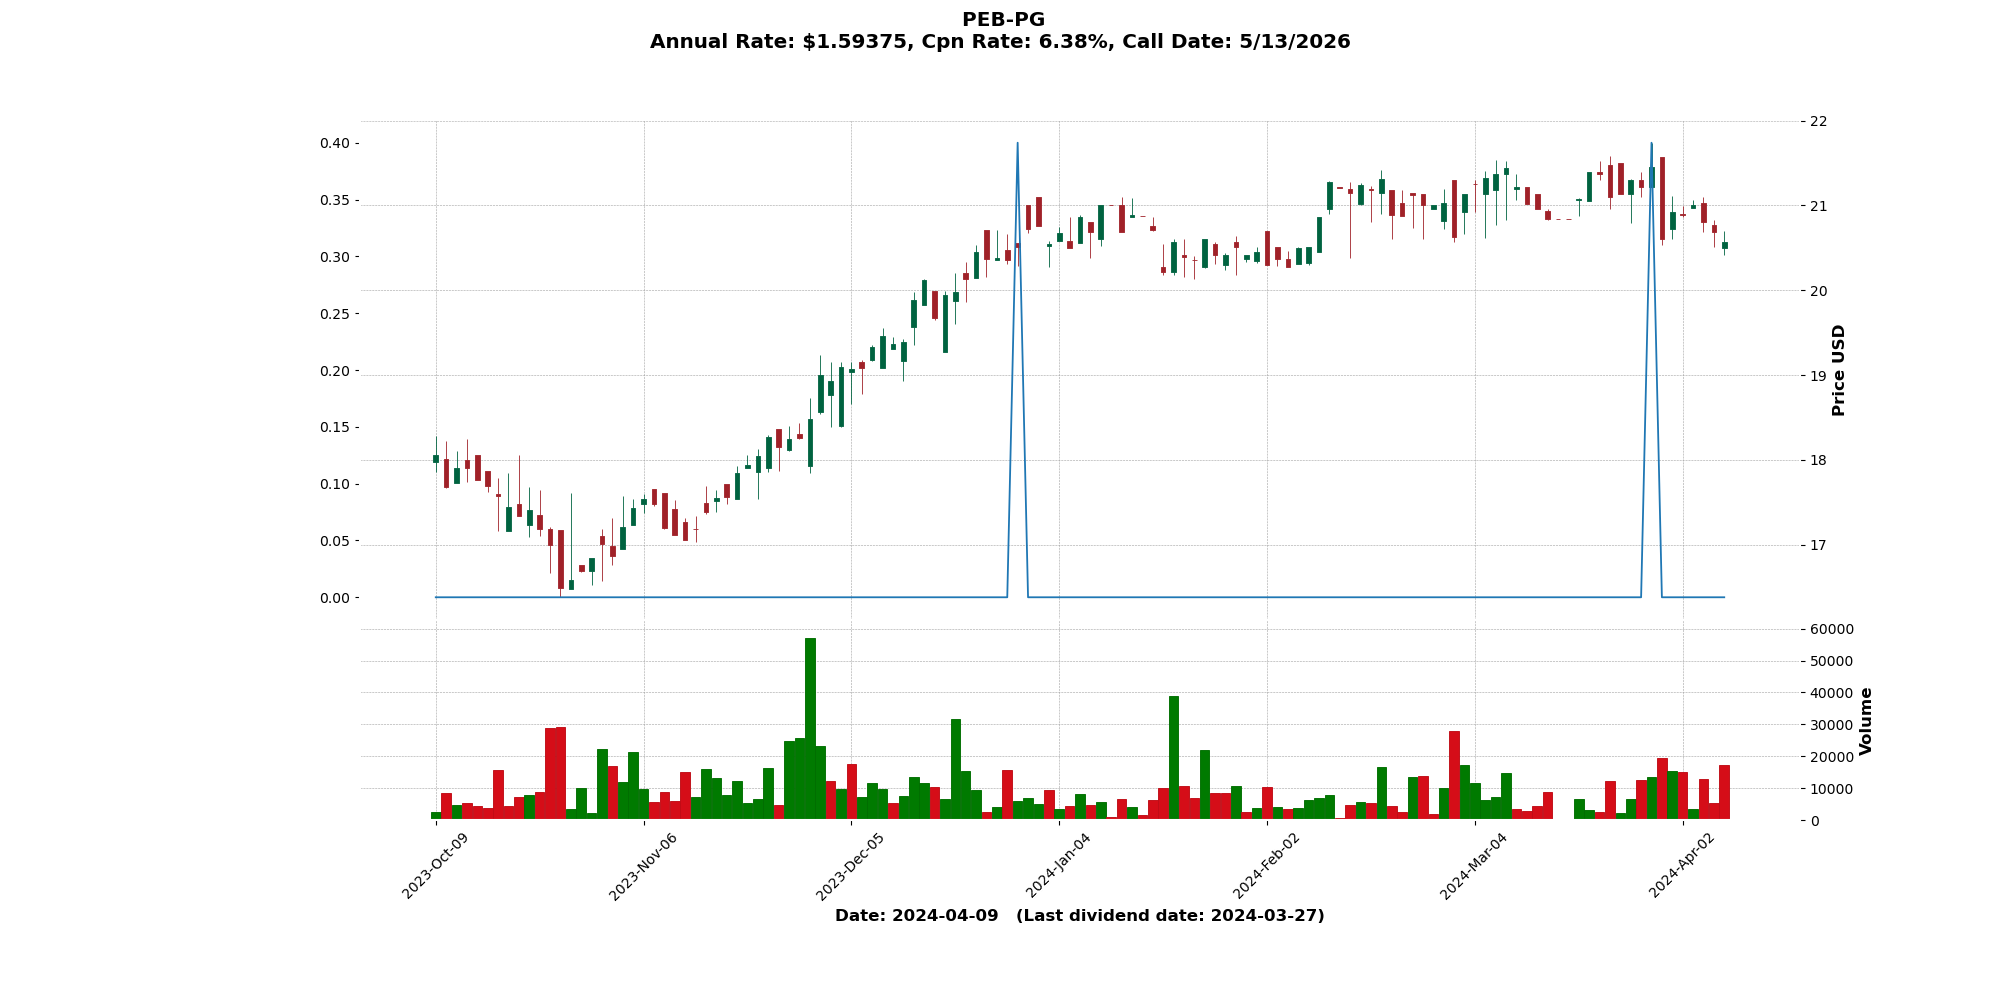 PEB-PG
Annual Rate: $1.59375, Cpn Rate: 6.38%, Call Date: 5/13/2026
0.40
0.35
0.30
0.25
0.20
0.15
0.10
0.05
0.00
22
21
20
19
18
17
Price USD
60000
50000
40000
30000
20000
10000
0
Volume
2023-Oct-09
2023-Nov-06
2023-Dec-05
2024-Jan-04
2024-Feb-02
2024-Mar-04
2024-Apr-02
Date: 2024-04-09 (Last dividend date: 2024-03-27)